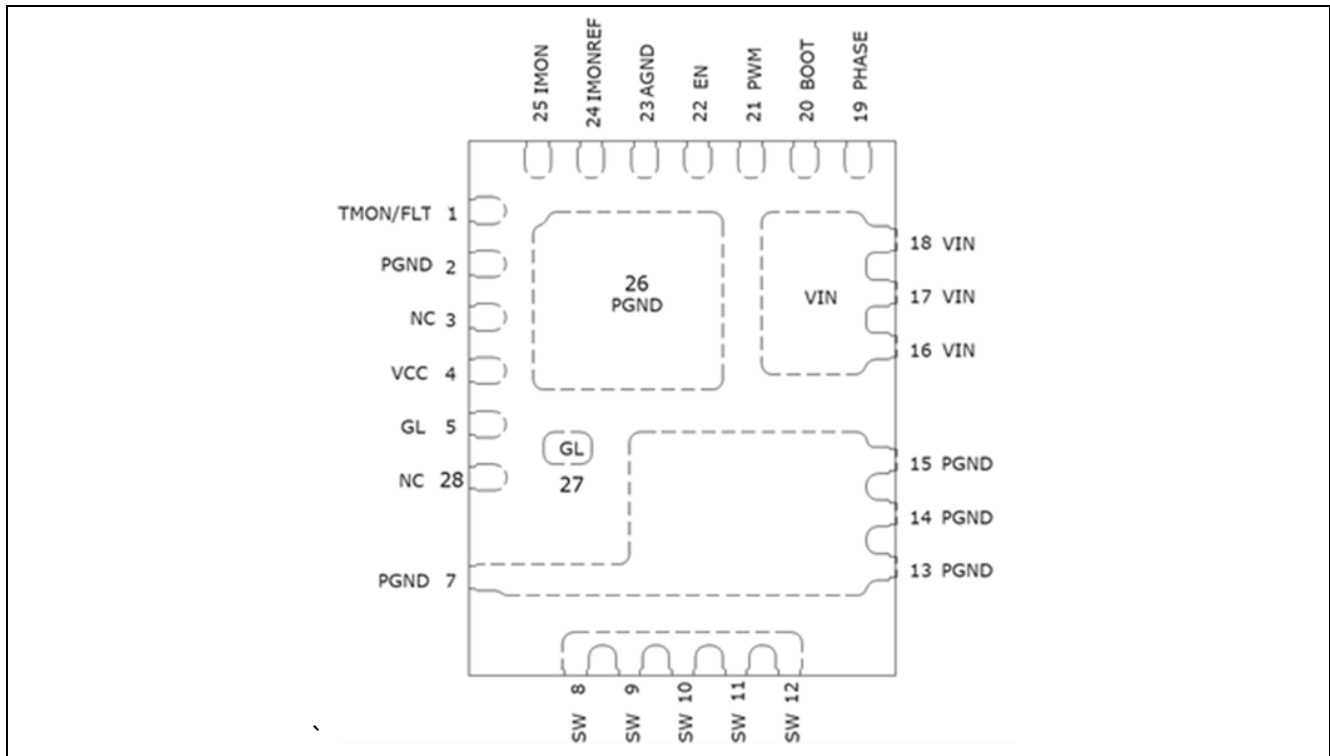 25 IMON
24 IMONREF
23 AGND
22 EN
21 PWM
20 BOOT
19 PHASE
TMON/FLT 1
PGND 2
NC 3
VCC 4
GL 5
NC 28
PGND 7
26
PGND
VIN
GL
27
18 VIN
17 VIN
16 VIN
15 PGND
14 PGND
13 PGND
SW 8
SW 9
SW 10
SW 11
SW 12
`